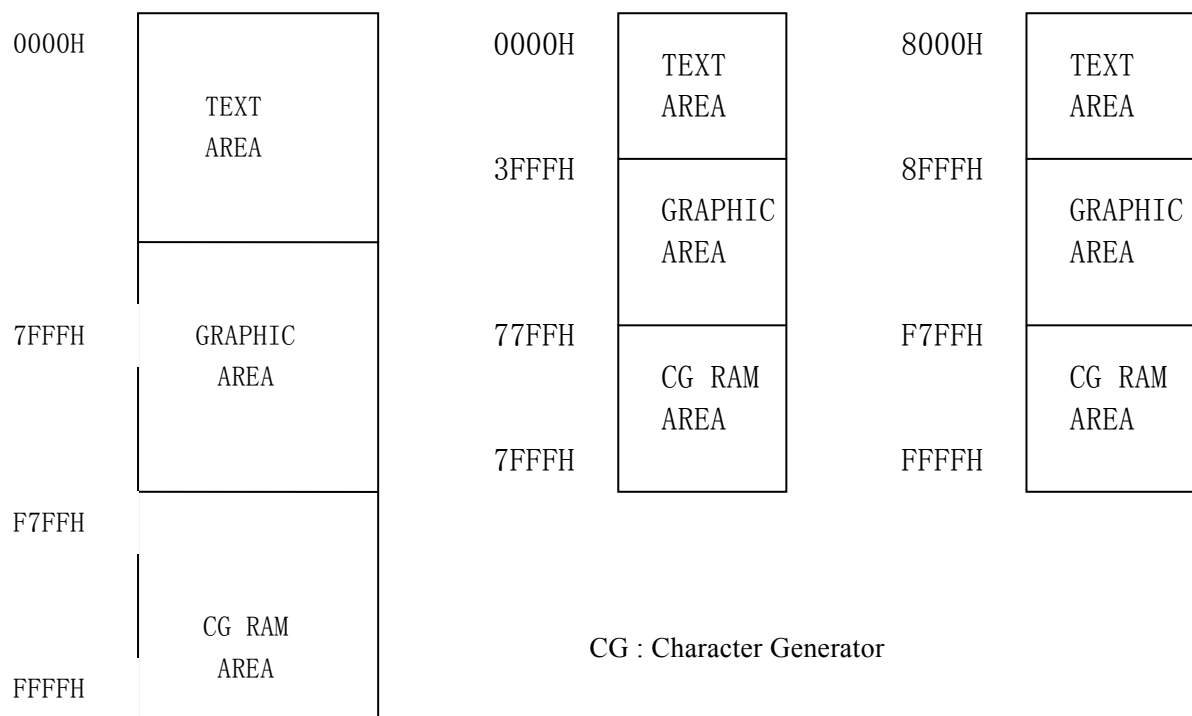 0000H
TEXT
AREA
7FFFH
GRAPHIC
AREA
F7FFH
CG RAM
AREA
FFFFH
0000H
TEXT
AREA
3FFFH
GRAPHIC
AREA
77FFH
CG RAM
AREA
7FFFH
8000H
TEXT
AREA
8FFFH
GRAPHIC
AREA
F7FFH
CG RAM
AREA
FFFFH
CG : Character Generator